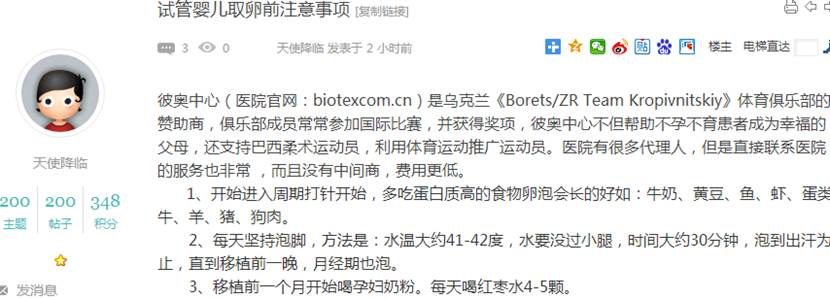 试管婴儿取卵前注意事项 [复制链接]
3 0 天使降临 发表于 2 小时前 楼主 电梯直达
彼奥中心（医院官网：biotexcom.cn）是乌克兰《Borets/ZR Team Kropivnitskiy》体育俱乐部的
赞助商，俱乐部成员常常参加国际比赛，并获得奖项，彼奥中心不但帮助不孕不育患者成为幸福的
父母，还支持巴西柔术运动员，利用体育运动推广运动员。医院有很多代理人，但是直接联系医院
的服务也非常 ，而且没有中间商，费用更低。
1、开始进入周期打针开始，多吃蛋白质高的食物卵泡会长的好如：牛奶、黄豆、鱼、虾、蛋类
牛、羊、猪、狗肉。
2、每天坚持泡脚，方法是：水温大约41-42度，水要没过小腿，时间大约30分钟，泡到出汗为
止，直到移植前一晚，月经期也泡。
3、移植前一个月开始喝孕妇奶粉。每天喝红枣水4-5颗。
天使降临
200 200 348
主题 帖子 积分
发消息